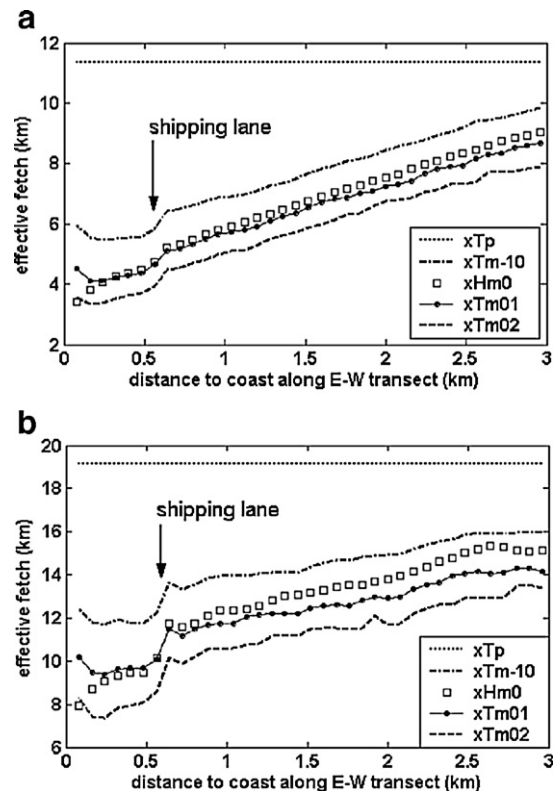 a
12
10
8
6
4
2
effective fetch (km)
shipping lane
xTp
xTm-10
xHm0
xTm01
xTm02
0 0.5 1 1.5 2 2.5 3
distance to coast along E-W transect (km)
b
20
18
16
14
12
10
8
6
effective fetch (km)
shipping lane
xTp
xTm-10
xHm0
xTm01
xTm02
0 0.5 1 1.5 2 2.5 3
distance to coast along E-W transect (km)